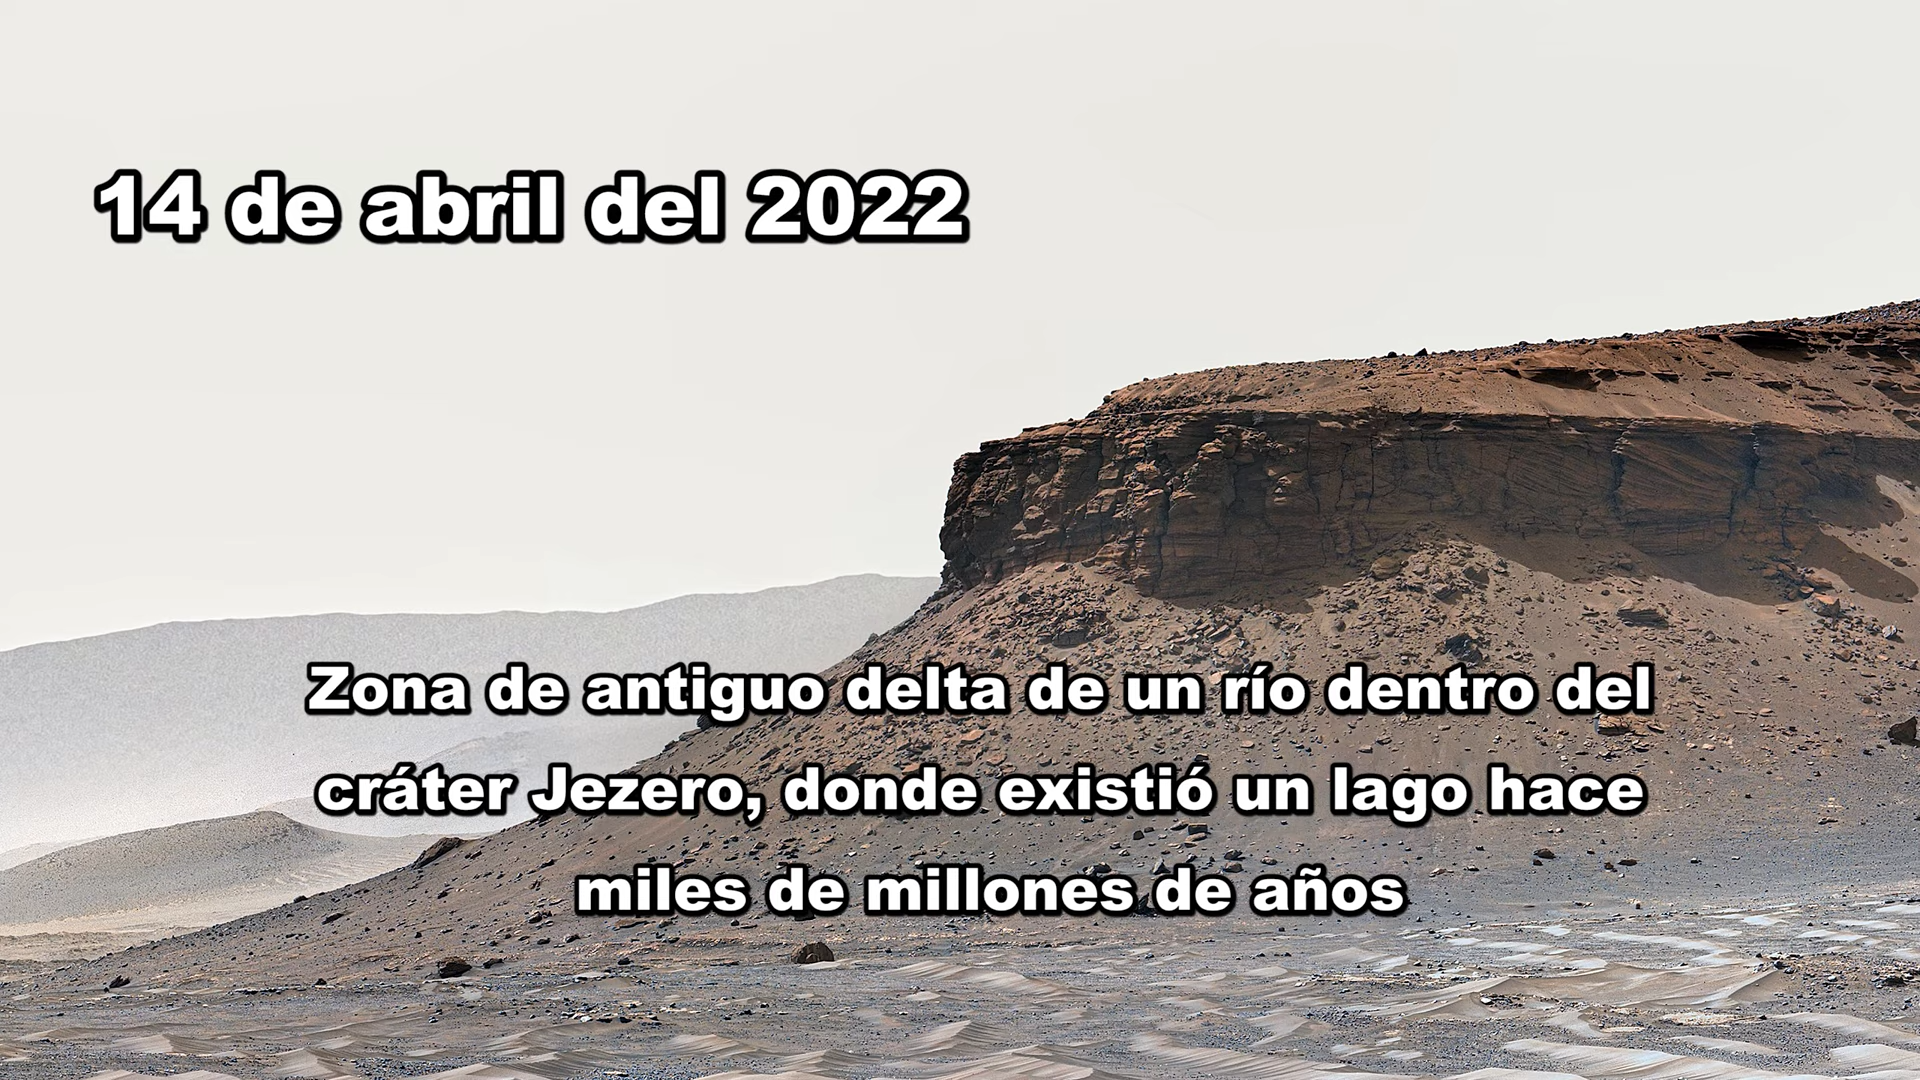 14 de abril del 2022
Zona de antiguo delta de un río dentro del
cráter Jezero, donde existió un lago hace
miles de millones de años